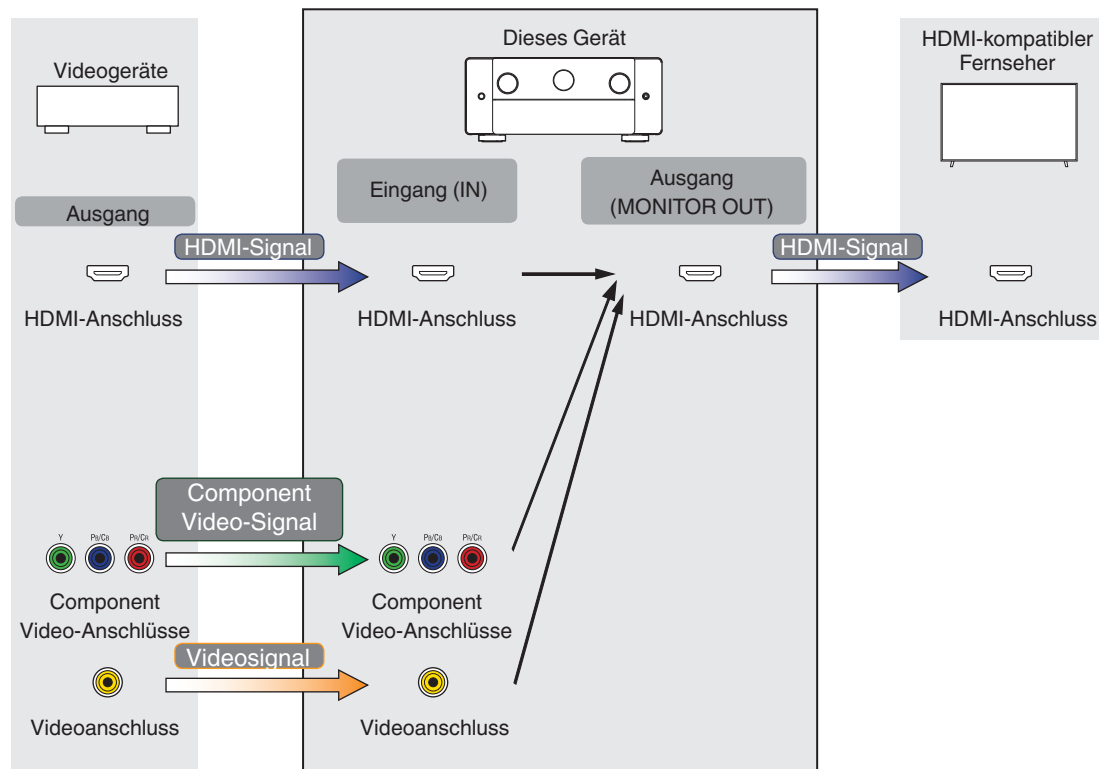 Videogeräte
Dieses Gerät
HDMI-kompatibler
Fernseher
Ausgang
Eingang (IN)
Ausgang
(MONITOR OUT)
HDMI-Signal
HDMI-Signal
HDMI-Anschluss
HDMI-Anschluss
HDMI-Anschluss
HDMI-Anschluss
Component
Video-Signal
Y PB/CB PR/CR
Y PB/CB PR/CR
Component
Video-Anschlüsse
Component
Video-Anschlüsse
Videosignal
Videoanschluss
Videoanschluss